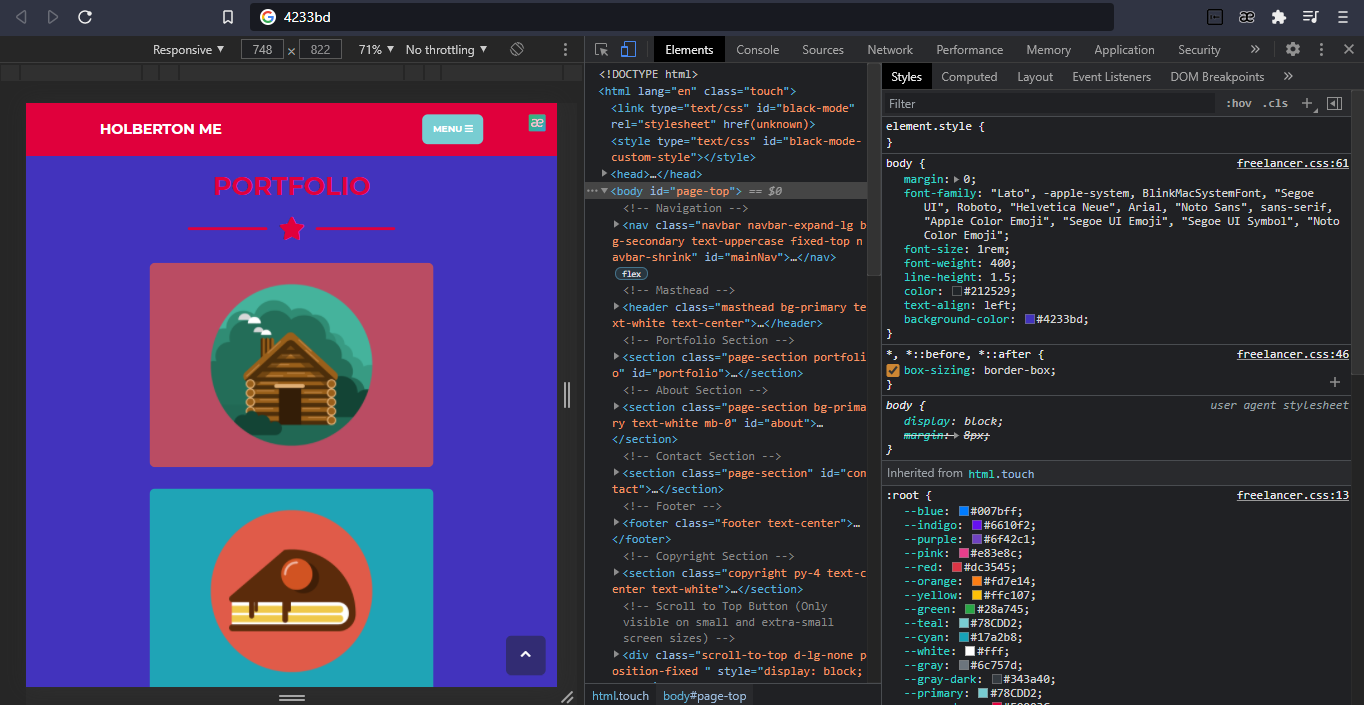 4233bd
Responsive 748 × 822 71% No throttling
Elements Console Sources Network Performance Memory Application Security »
HOLBERTON ME
MENU
æ
PORTFOLIO
<!DOCTYPE html>
<html lang="en" class="touch">
<link type="text/css" id="black-mode"
rel="stylesheet" href(unknown)>
<style type="text/css" id="black-mode-
custom-style"></style>
<head>…</head>
<body id="page-top"> == $0
<!-- Navigation -->
<nav class="navbar navbar-expand-lg b
g-secondary text-uppercase fixed-top n
avbar-shrink" id="mainNav">…</nav>
flex
<!-- Masthead -->
<header class="masthead bg-primary te
xt-white text-center">…</header>
<!-- Portfolio Section -->
<section class="page-section portfoli
o" id="portfolio">…</section>
<!-- About Section -->
<section class="page-section bg-prima
ry text-white mb-0" id="about">…
</section>
<!-- Contact Section -->
<section class="page-section" id="con
tact">…</section>
<!-- Footer -->
<footer class="footer text-center">…
</footer>
<!-- Copyright Section -->
<section class="copyright py-4 text-c
enter text-white">…</section>
<!-- Scroll to Top Button (Only
visible on small and extra-small
screen sizes) -->
<div class="scroll-to-top d-lg-none p
osition-fixed " style="display: block;
html.touch body#page-top
Styles Computed Layout Event Listeners DOM Breakpoints »
Filter :hov .cls +
element.style {
}
body { freelancer.css:61
margin: 0;
font-family: "Lato", -apple-system, BlinkMacSystemFont, "Segoe
UI", Roboto, "Helvetica Neue", Arial, "Noto Sans", sans-serif,
"Apple Color Emoji", "Segoe UI Emoji", "Segoe UI Symbol", "Noto
Color Emoji";
font-size: 1rem;
font-weight: 400;
line-height: 1.5;
color: #212529;
text-align: left;
background-color: #4233bd;
}
*, *::before, *::after { freelancer.css:46
box-sizing: border-box;
}
body { user agent stylesheet
display: block;
margin: 8px;
}
Inherited from html.touch
:root { freelancer.css:13
--blue: #007bff;
--indigo: #6610f2;
--purple: #6f42c1;
--pink: #e83e8c;
--red: #dc3545;
--orange: #fd7e14;
--yellow: #ffc107;
--green: #28a745;
--teal: #78CDD2;
--cyan: #17a2b8;
--white: #fff;
--gray: #6c757d;
--gray-dark: #343a40;
--primary: #78CDD2;